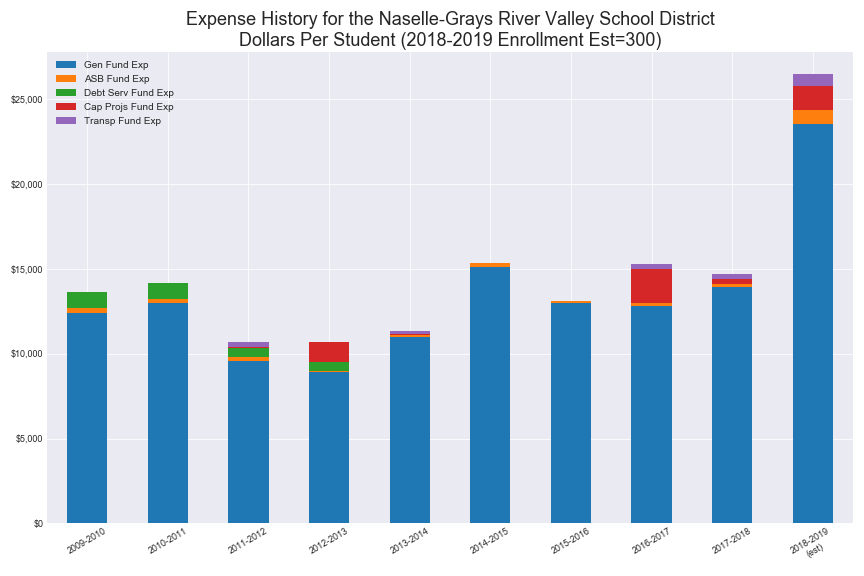 Expense History for the Naselle-Grays River Valley School District
Dollars Per Student (2018-2019 Enrollment Est=300)
Gen Fund Exp
ASB Fund Exp
Debt Serv Fund Exp
Cap Projs Fund Exp
Transp Fund Exp
$25,000
$20,000
$15,000
$10,000
$5,000
$0
2009-2010
2010-2011
2011-2012
2012-2013
2013-2014
2014-2015
2015-2016
2016-2017
2017-2018
2018-2019
(est)